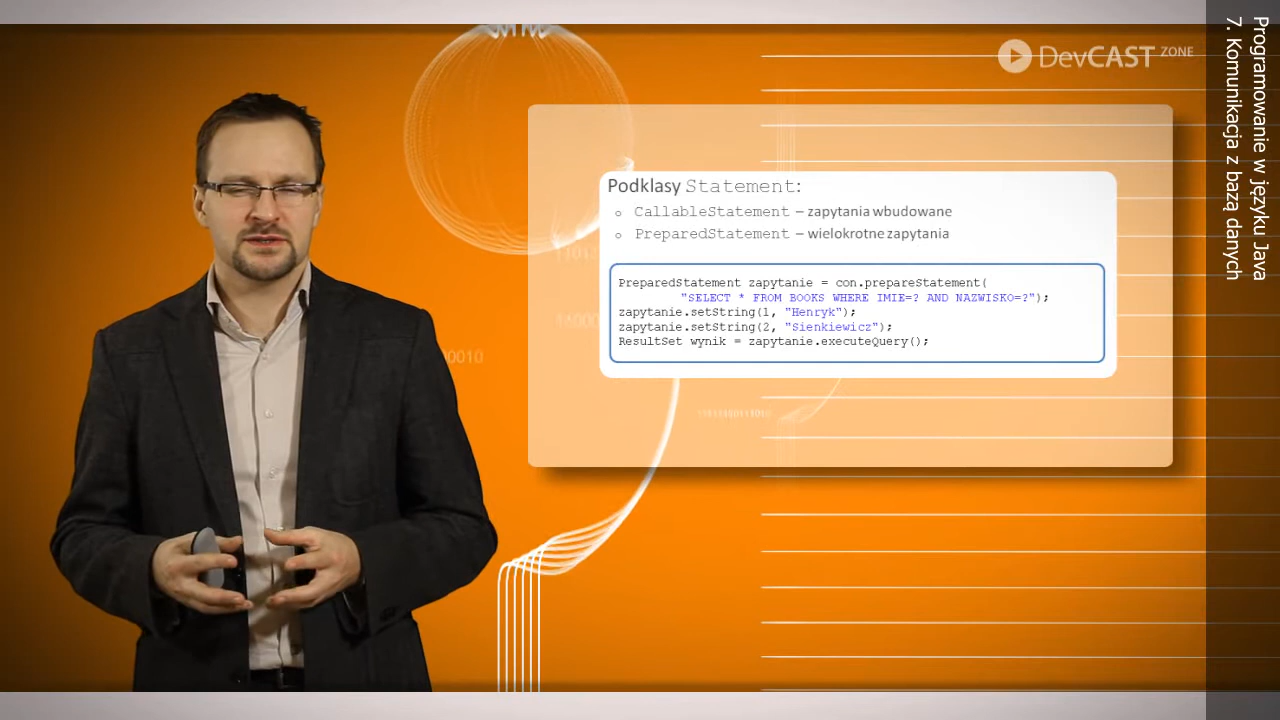 DevCAST ZONE
Programowanie w języku Java
7. Komunikacja z bazą danych
Podklasy Statement:
CallableStatement – zapytania wbudowane
PreparedStatement – wielokrotne zapytania
PreparedStatement zapytanie = con.prepareStatement(
"SELECT * FROM BOOKS WHERE IMIE=? AND NAZWISKO=?");
zapytanie.setString(1, "Henryk");
zapytanie.setString(2, "Sienkiewicz");
ResultSet wynik = zapytanie.executeQuery();